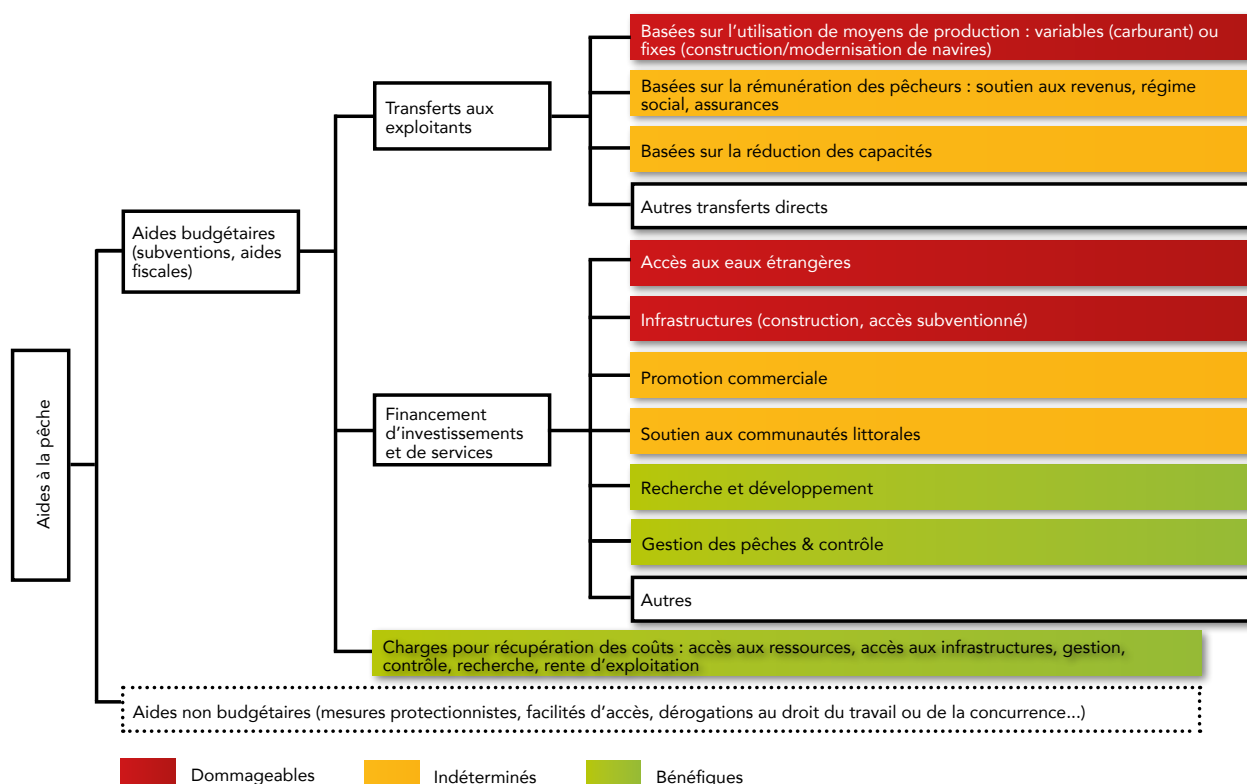 Basées sur l'utilisation de moyens de production : variables (carburant) ou
fixes (construction/modernisation de navires)
Basées sur la rémunération des pêcheurs : soutien aux revenus, régime
social, assurances
Transferts aux
exploitants
Basées sur la réduction des capacités
Autres transferts directs
Aides budgétaires
(subventions, aides
fiscales)
Accès aux eaux étrangères
Infrastructures (construction, accès subventionné)
Promotion commerciale
Aides à la pêche
Financement
d'investissements
et de services
Soutien aux communautés littorales
Recherche et développement
Gestion des pêches & contrôle
Autres
Charges pour récupération des coûts : accès aux ressources, accès aux infrastructures, gestion,
contrôle, recherche, rente d'exploitation
Aides non budgétaires (mesures protectionnistes, facilités d'accès, dérogations au droit du travail ou de la concurrence...)
Dommageables
Indéterminés
Bénéfiques